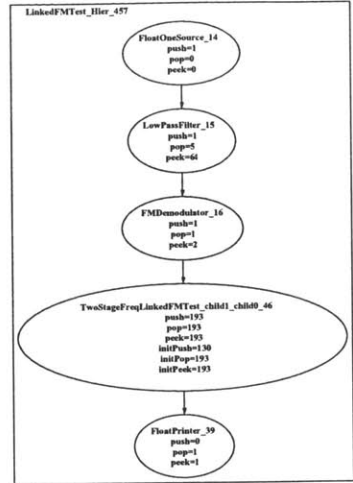 LinkedFMTest_Hier_457
FloatOneSource_14
push=1
pop=0
peek=0
LowPassFilter_15
push=1
pop=5
peek=64
FMDemodulator_16
push=1
pop=1
peek=2
TwoStageFreqLinkedFMTest_child1_child0_46
push=193
pop=193
peek=193
initPush=130
initPop=193
initPeek=193
FloatPrinter_39
push=0
pop=1
peek=1